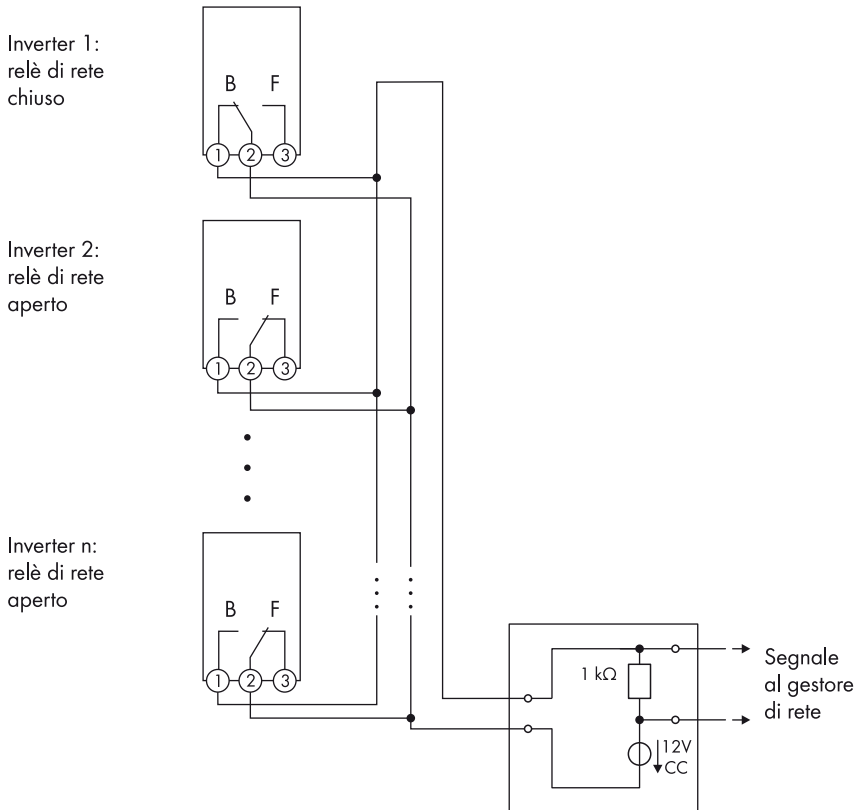 Inverter 1:
relè di rete
chiuso
B F
1 2 3
Inverter 2:
relè di rete
aperto
B F
1 2 3
Inverter n:
relè di rete
aperto
B F
1 2 3
1 kΩ
12V
CC
Segnale
al gestore
di rete